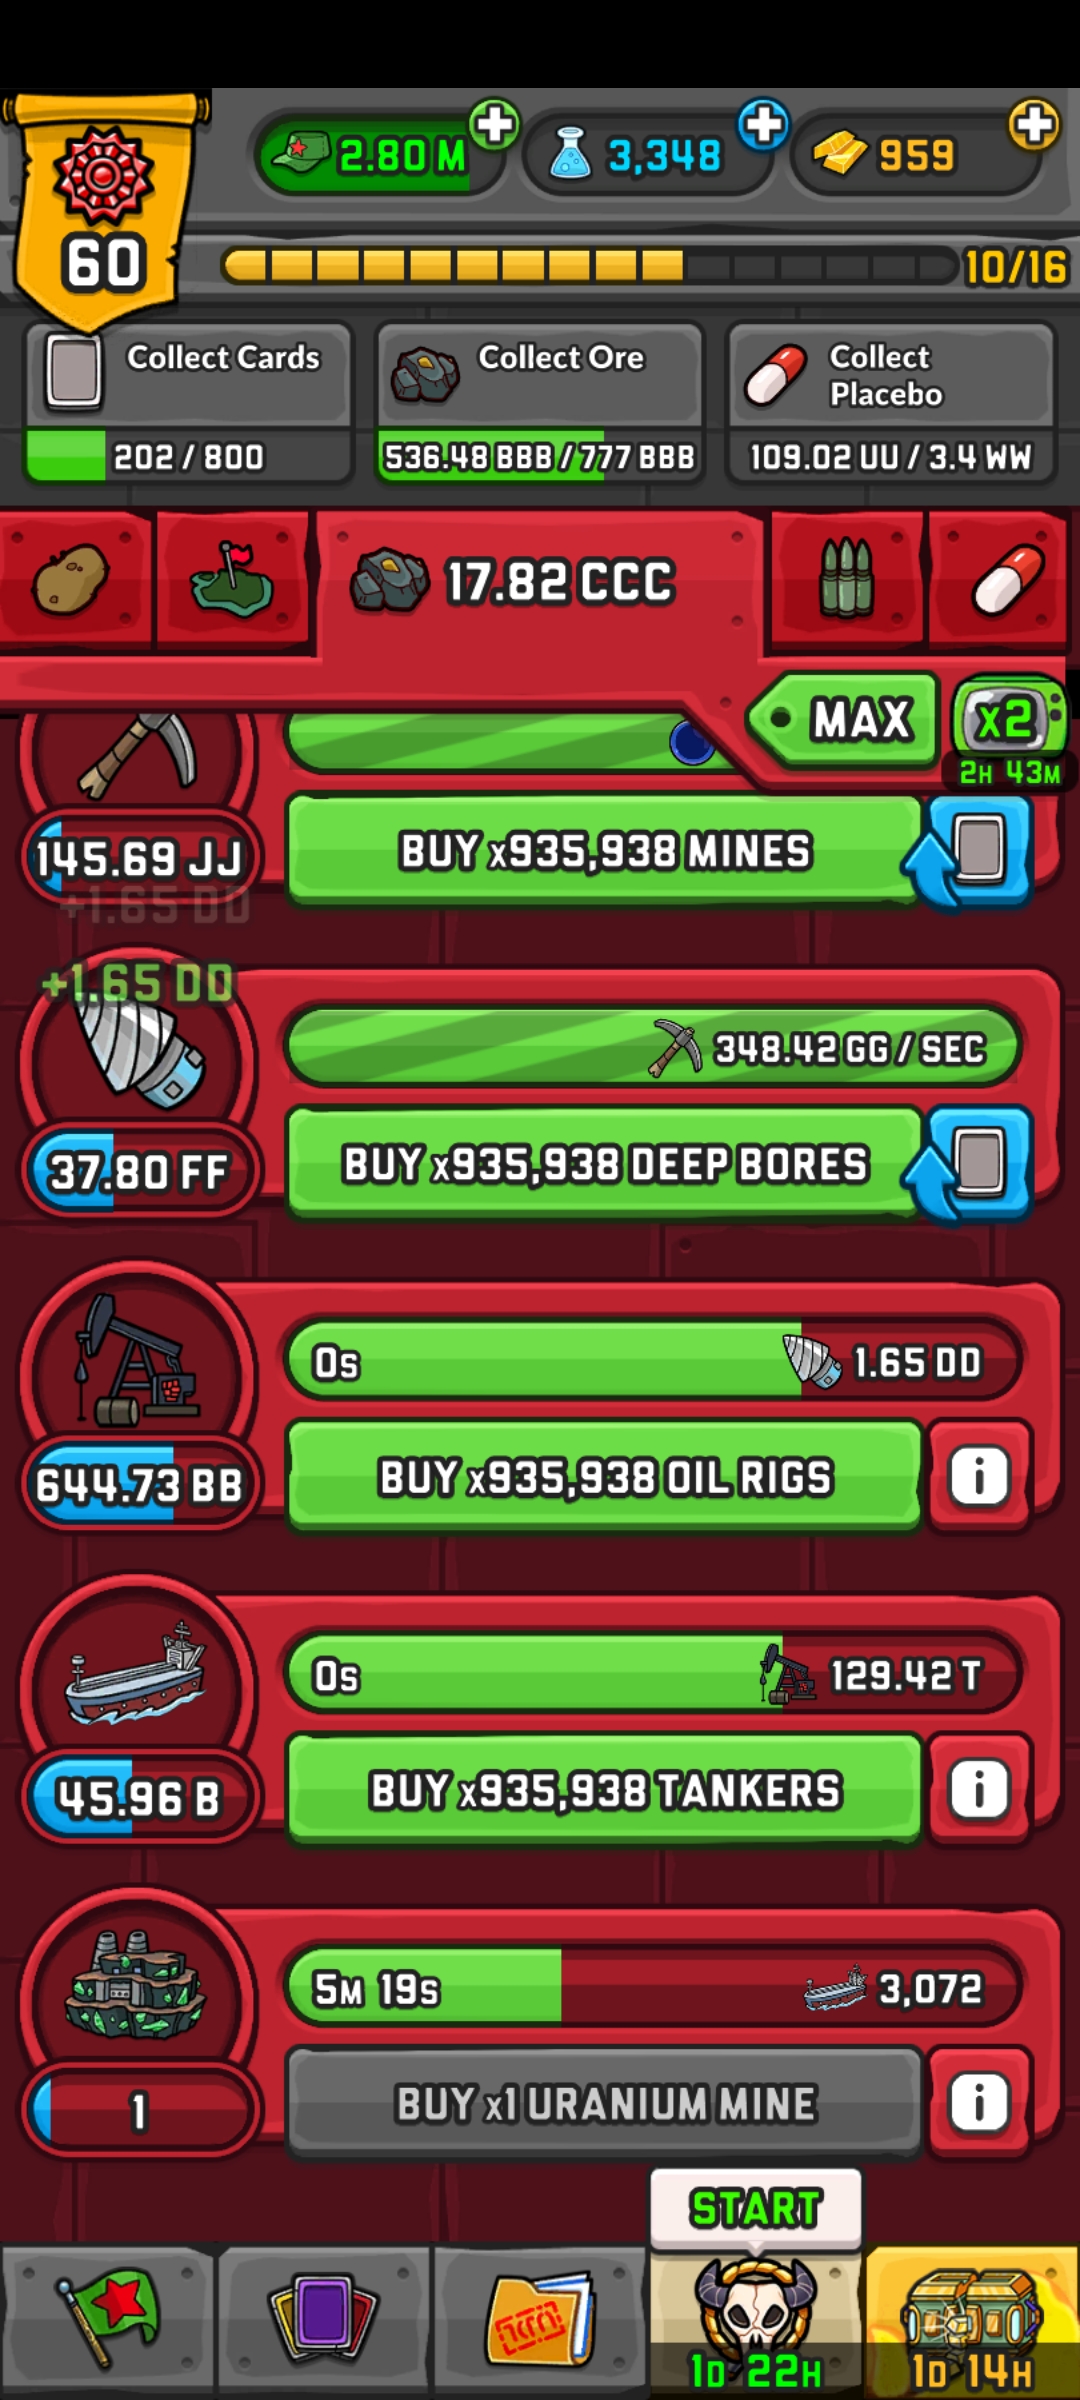 2.80 M
3,348
959
60
10/16
Collect Cards
Collect Ore
Collect
Placebo
202 / 800
536.48 BBB / 777 BBB
109.02 UU / 3.4 WW
17.82 CCC
MAX
x2
2H 43M
145.69 JJ
BUY x935,938 MINES
+1.65 DD
+1.65 DD
348.42 GG / SEC
37.80 FF
BUY x935,938 DEEP BORES
0s
1.65 DD
644.73 BB
BUY x935,938 OIL RIGS
i
0s
129.42 T
45.96 B
BUY x935,938 TANKERS
i
5M 19s
3,072
1
BUY x1 URANIUM MINE
i
START
1D 22H
1D 14H